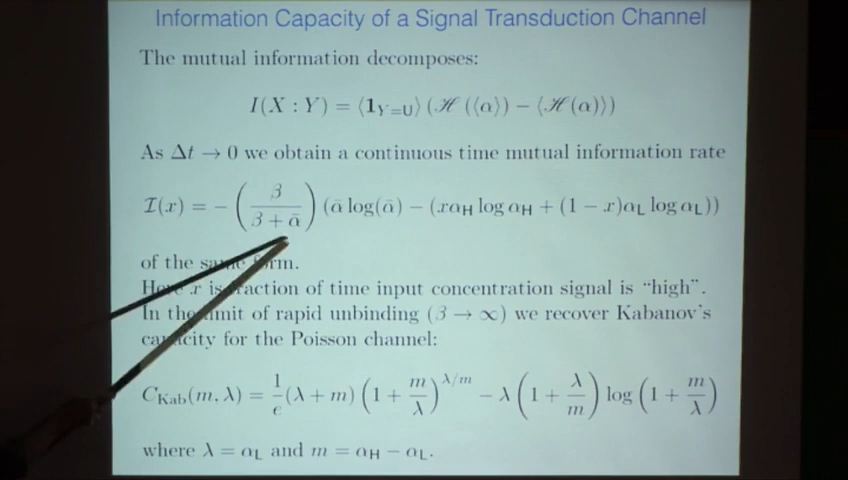 Information Capacity of a Signal Transduction Channel
The mutual information decomposes:
I(X : Y) = ⟨1_{Y=U}⟩ (ℋ (⟨α⟩) − ⟨ℋ(α)⟩)
As Δt → 0 we obtain a continuous time mutual information rate
ℐ(x) = − (β / (β + ᾱ)) (ᾱ log(ᾱ) − (xα_H log α_H + (1 − x)α_L log α_L))
of the same form.
Here x is fraction of time input concentration signal is “high”.
In the limit of rapid unbinding (β → ∞) we recover Kabanov's
capacity for the Poisson channel:
C_Kab(m, λ) = 1/e (λ + m) (1 + m/λ)^{λ/m} − λ (1 + λ/m) log (1 + m/λ)
where λ = α_L and m = α_H − α_L.